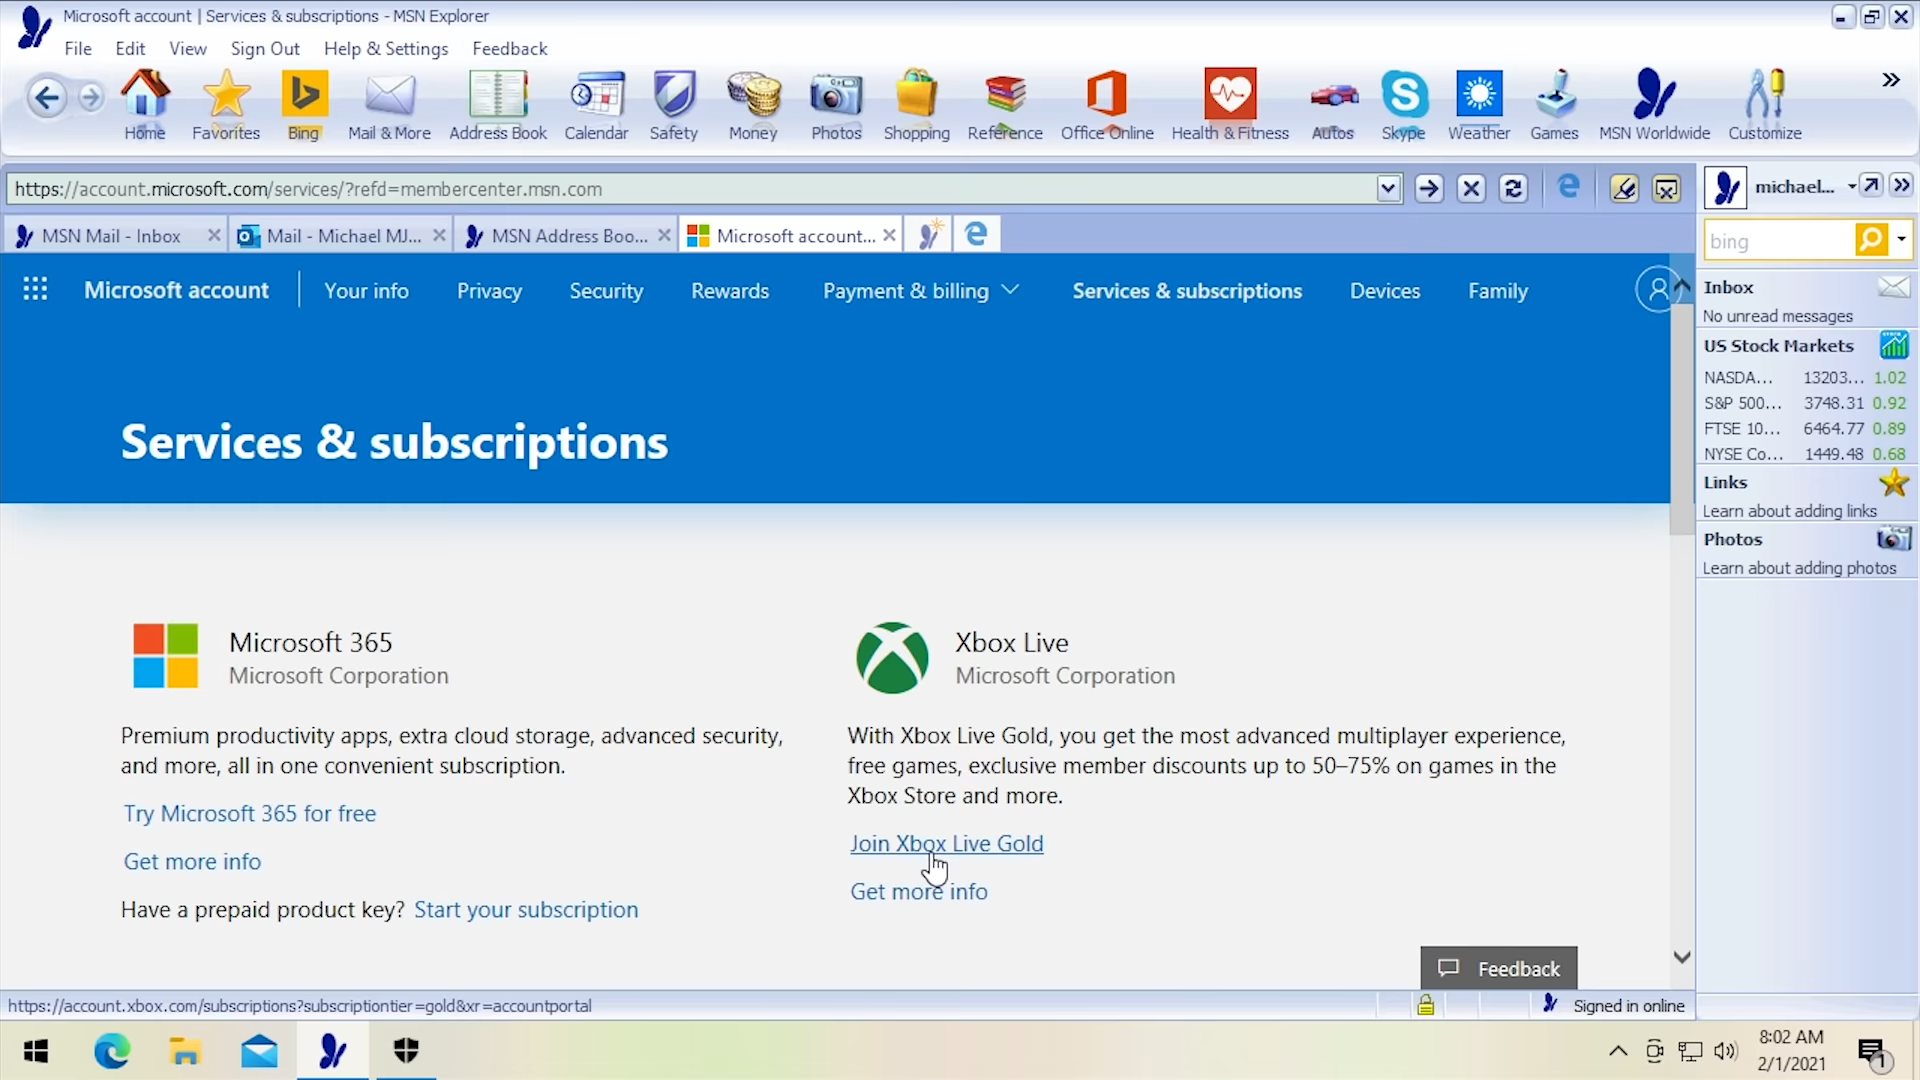 Microsoft account | Services & subscriptions - MSN Explorer
File Edit View Sign Out Help & Settings Feedback
Home Favorites Bing Mail & More Address Book Calendar Safety Money Photos Shopping Reference Office Online Health & Fitness Autos Skype Weather Games MSN Worldwide Customize
https://account.microsoft.com/services/?refd=membercenter.msn.com
michael...
MSN Mail - Inbox Mail - Michael MJ... MSN Address Boo... Microsoft account...
bing
Microsoft account Your info Privacy Security Rewards Payment & billing Services & subscriptions Devices Family
Inbox
No unread messages
US Stock Markets
NASDA... 13203... 1.02
S&P 500... 3748.31 0.92
FTSE 10... 6464.77 0.89
NYSE Co... 1449.48 0.68
Links
Learn about adding links
Photos
Learn about adding photos
Services & subscriptions
Microsoft 365
Microsoft Corporation
Premium productivity apps, extra cloud storage, advanced security,
and more, all in one convenient subscription.
Try Microsoft 365 for free
Get more info
Have a prepaid product key? Start your subscription
Xbox Live
Microsoft Corporation
With Xbox Live Gold, you get the most advanced multiplayer experience,
free games, exclusive member discounts up to 50–75% on games in the
Xbox Store and more.
Join Xbox Live Gold
Get more info
Feedback
https://account.xbox.com/subscriptions?subscriptiontier=gold&xr=accountportal
Signed in online
8:02 AM
2/1/2021
1